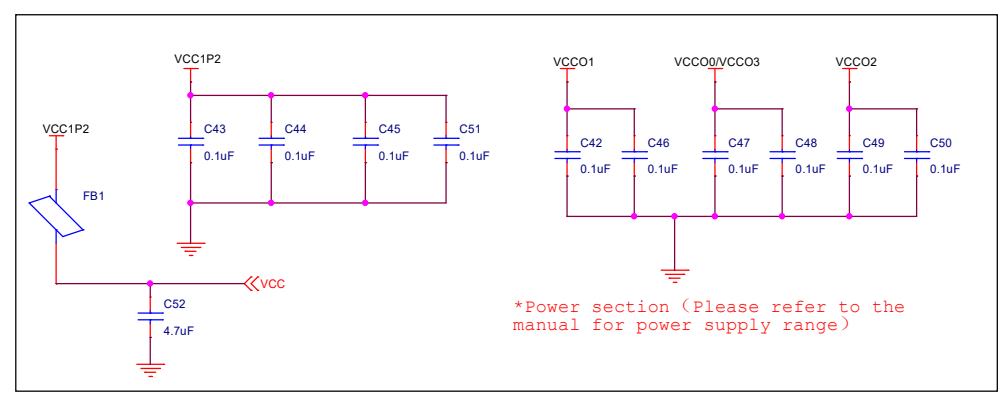 VCC1P2
VCCO1
VCCO0/VCCO3
VCCO2
VCC1P2
C43
0.1uF
C44
0.1uF
C45
0.1uF
C51
0.1uF
C42
0.1uF
C46
0.1uF
C47
0.1uF
C48
0.1uF
C49
0.1uF
C50
0.1uF
FB1
VCC
C52
4.7uF
*Power section（Please refer to the
manual for power supply range）